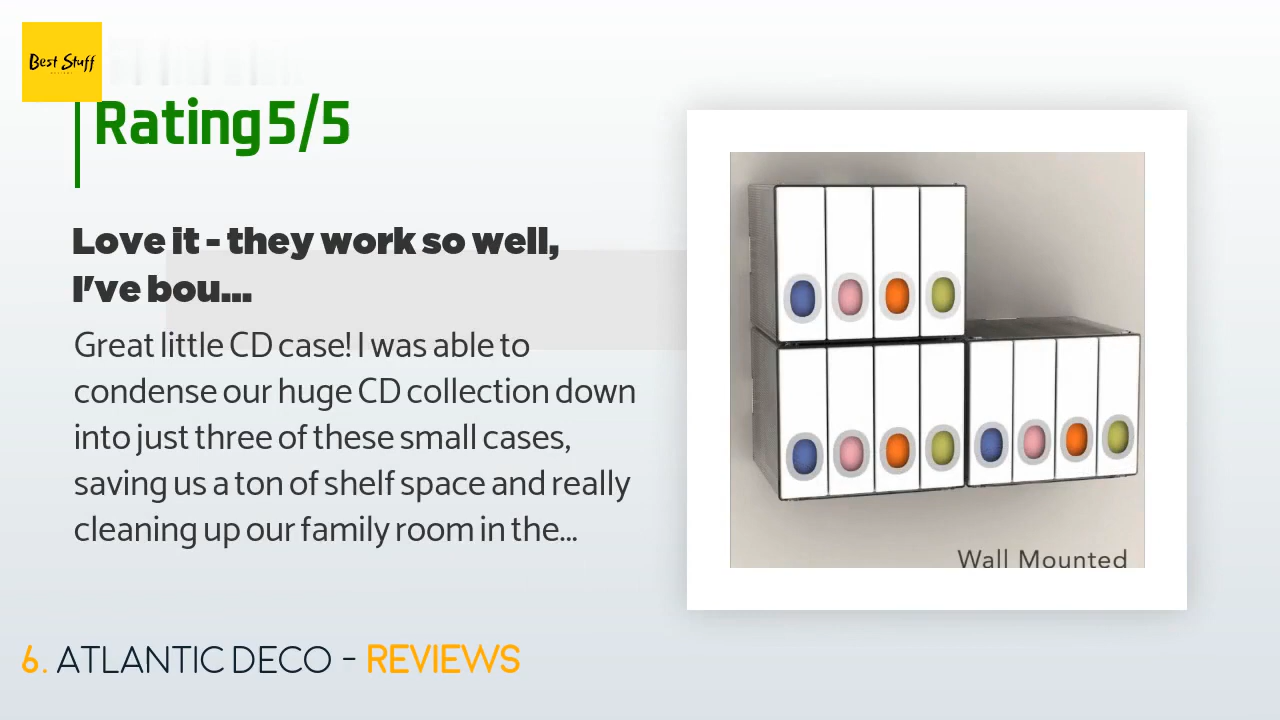 Best Stuff
Rating 5/5
Love it - they work so well,
I've bou...
Great little CD case! I was able to
condense our huge CD collection down
into just three of these small cases,
saving us a ton of shelf space and really
cleaning up our family room in the...
Wall Mounted
6. ATLANTIC DECO - REVIEWS